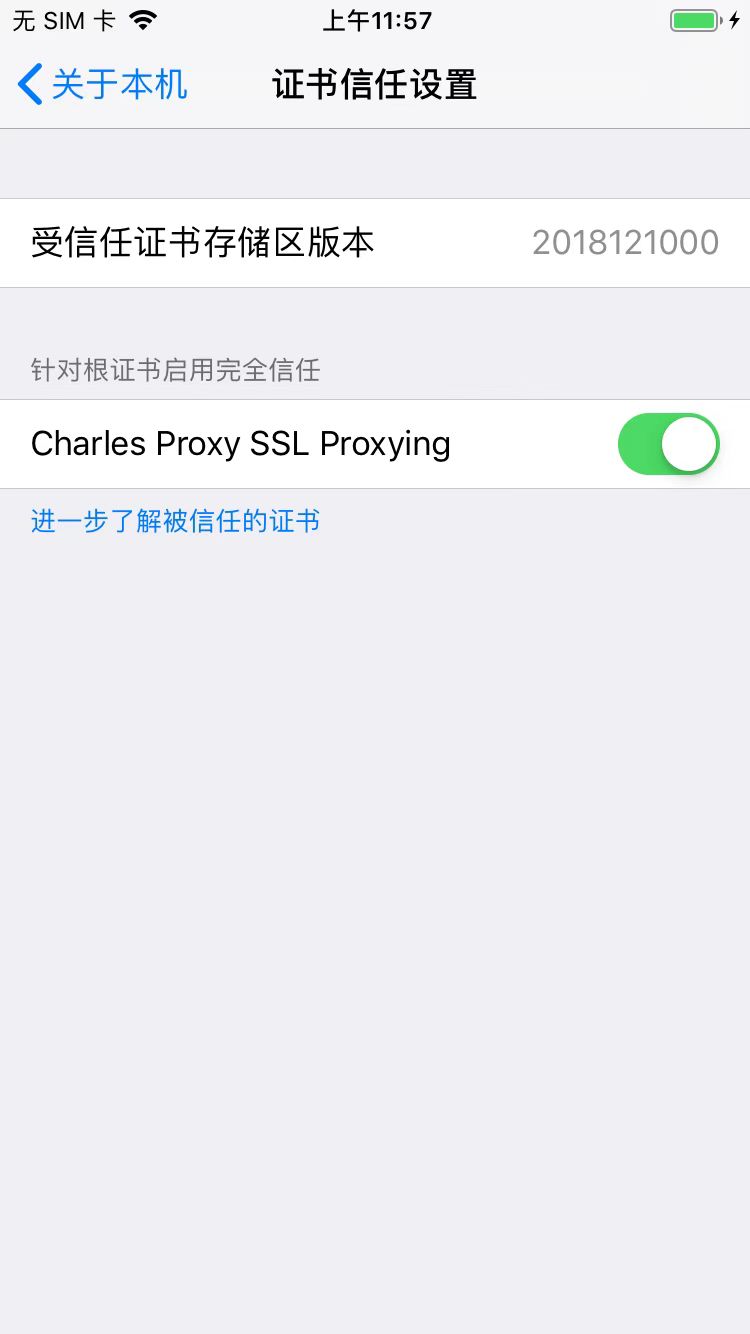 无 SIM 卡 上午11:57
关于本机 证书信任设置
受信任证书存储区版本 2018121000
针对根证书启用完全信任
Charles Proxy SSL Proxying
进一步了解被信任的证书